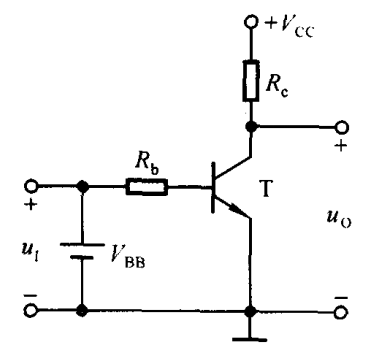 +V_CC
R_c
+
R_b
T
+
u_I
V_BB
u_O
−
−